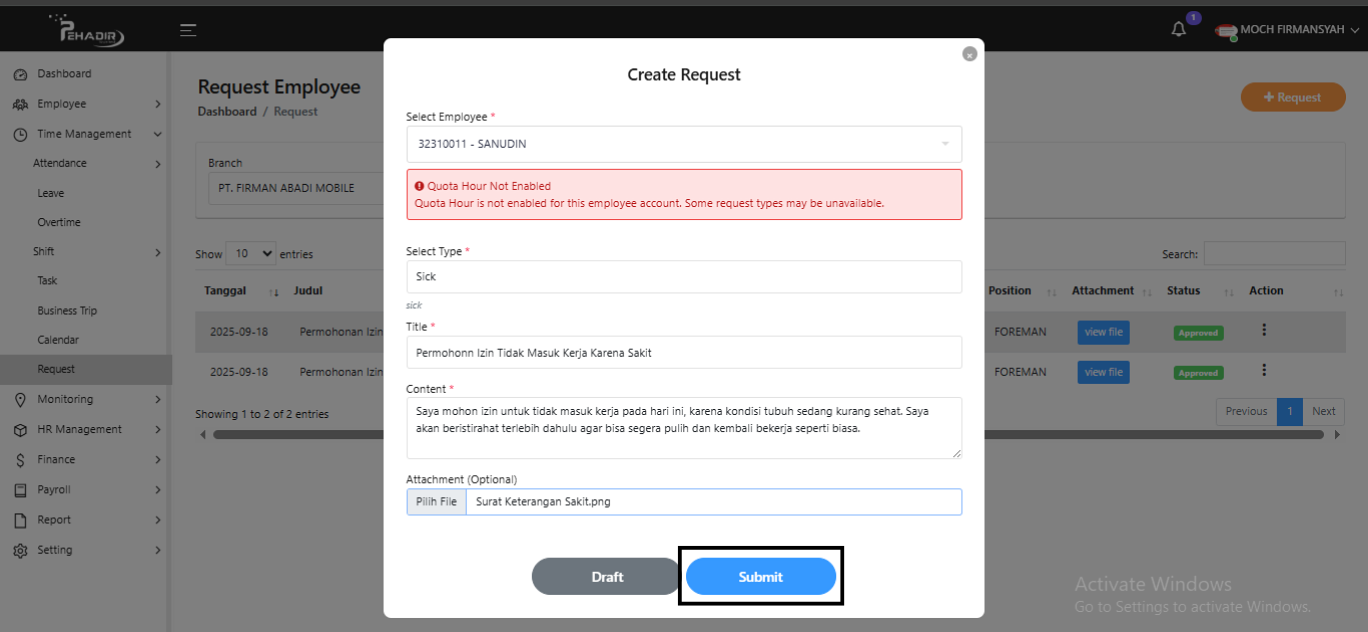 PEHADIR
1
MOCH FIRMANSYAH
Dashboard
Employee
Time Management
Attendance
Leave
Overtime
Shift
Task
Business Trip
Calendar
Request
Monitoring
HR Management
Finance
Payroll
Report
Setting
Request Employee
Dashboard / Request
+ Request
Branch
PT. FIRMAN ABADI MOBILE
Show 10 entries
Search:
Tanggal Judul Position Attachment Status Action
2025-09-18 Permohonan Izin FOREMAN view file Approved
2025-09-18 Permohonan Izin FOREMAN view file Approved
Showing 1 to 2 of 2 entries
Previous 1 Next
Create Request
Select Employee *
32310011 - SANUDIN
Quota Hour Not Enabled
Quota Hour is not enabled for this employee account. Some request types may be unavailable.
Select Type *
Sick
sick
Title *
Permohonn Izin Tidak Masuk Kerja Karena Sakit
Content *
Saya mohon izin untuk tidak masuk kerja pada hari ini, karena kondisi tubuh sedang kurang sehat. Saya
akan beristirahat terlebih dahulu agar bisa segera pulih dan kembali bekerja seperti biasa.
Attachment (Optional)
Pilih File Surat Keterangan Sakit.png
Draft Submit
Activate Windows
Go to Settings to activate Windows.